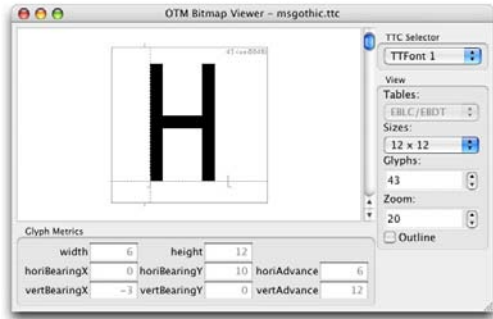 OTM Bitmap Viewer – msgothic.ttc
TTC Selector
TTFont 1
View
Tables:
EBLC/EBDT
Sizes:
12 x 12
Glyphs:
43
Zoom:
20
Outline
H
Glyph Metrics
width 6 height 12
horiBearingX 0 horiBearingY 10 horiAdvance 6
vertBearingX -3 vertBearingY 0 vertAdvance 12